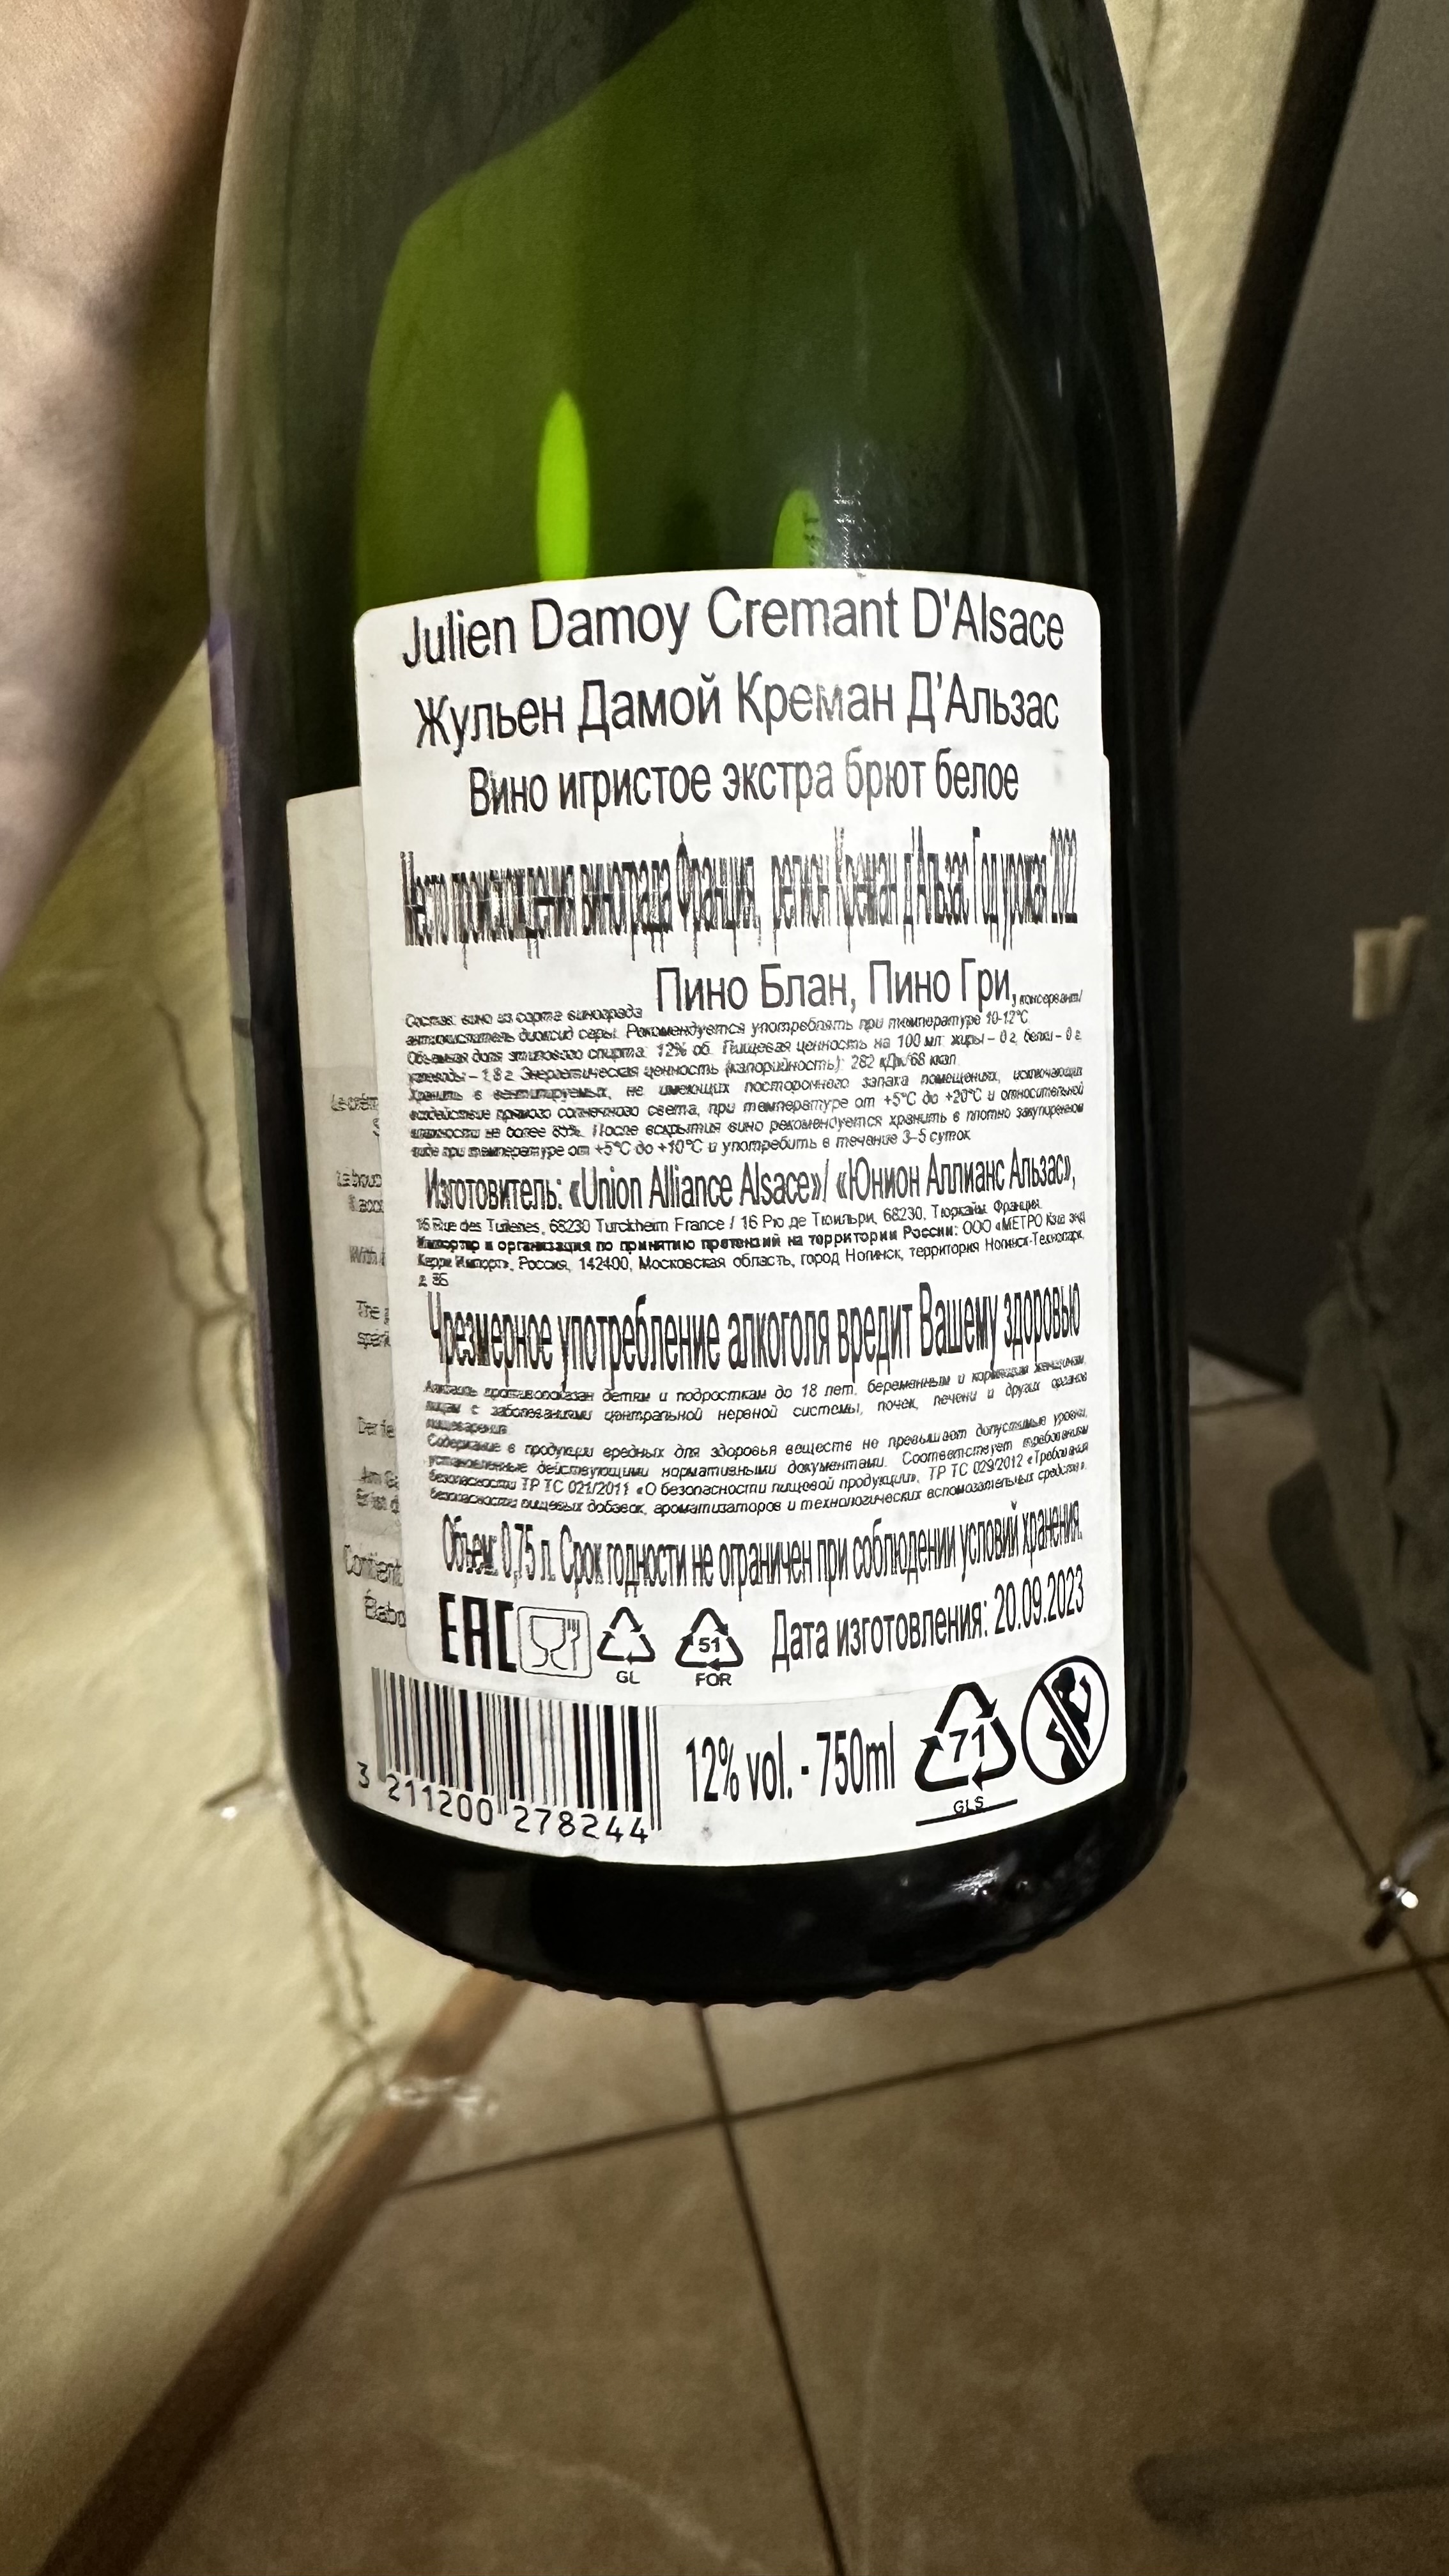 Julien Damoy Cremant D'Alsace
Жульен Дамой Креман Д'Альзас
Вино игристое экстра брют белое
Место происхождения винограда Франция, регион Креман д'Альзас Год урожая 2022
Состав: вино из сорта винограда Пино Блан, Пино Гри, консервант/
антиокислитель диоксид серы. Рекомендуется употреблять при температуре 10-12°C.
Объемная доля этилового спирта: 12% об. Пищевая ценность на 100 мл: жиры – 0 г, белки – 0 г,
углеводы – 1,8 г. Энергетическая ценность (калорийность): 282 кДж/68 ккал.
Хранить в вентилируемых, не имеющих постороннего запаха помещениях, исключающих
воздействие прямого солнечного света, при температуре от +5°C до +20°C и относительной
влажности не более 85%. После вскрытия вино рекомендуется хранить в плотно закупоренном
виде при температуре от +5°C до +10°C и употребить в течение 3–5 суток
Изготовитель: «Union Alliance Alsace»/ «Юнион Аллианс Альзас»,
16 Rue des Tuileries, 68230 Turckheim France / 16 Рю де Тюильри, 68230, Тюркайм, Франция.
Импортер и организация по принятию претензий на территории России: ООО «МЕТРО Кэш энд
Керри Импорт», Россия, 142400, Московская область, город Ногинск, территория Ногинск-Технопарк,
Чрезмерное употребление алкоголя вредит Вашему здоровью
Алкоголь противопоказан детям и подросткам до 18 лет, беременным и кормящим женщинам,
лицам с заболеваниями центральной нервной системы, почек, печени и других органов
пищеварения
Содержание в продукции вредных для здоровья веществ не превышает допустимые уровни,
установленные действующими нормативными документами. Соответствует требованиям
безопасности ТР ТС 021/2011 «О безопасности пищевой продукции», ТР ТС 029/2012 «Требования
безопасности пищевых добавок, ароматизаторов и технологических вспомогательных средств».
Объем: 0,75 л. Срок годности не ограничен при соблюдении условий хранения.
EAC
GL
51
FOR
Дата изготовления: 20.09.2023
3 211200 278244
12% vol. - 750ml
71
GLS
Contient
Élabo